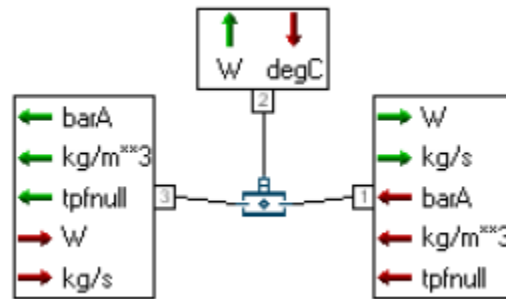 W degC
2
barA
kg/m**3
tpfnull
W
kg/s
3
1
W
kg/s
barA
kg/m**3
tpfnull